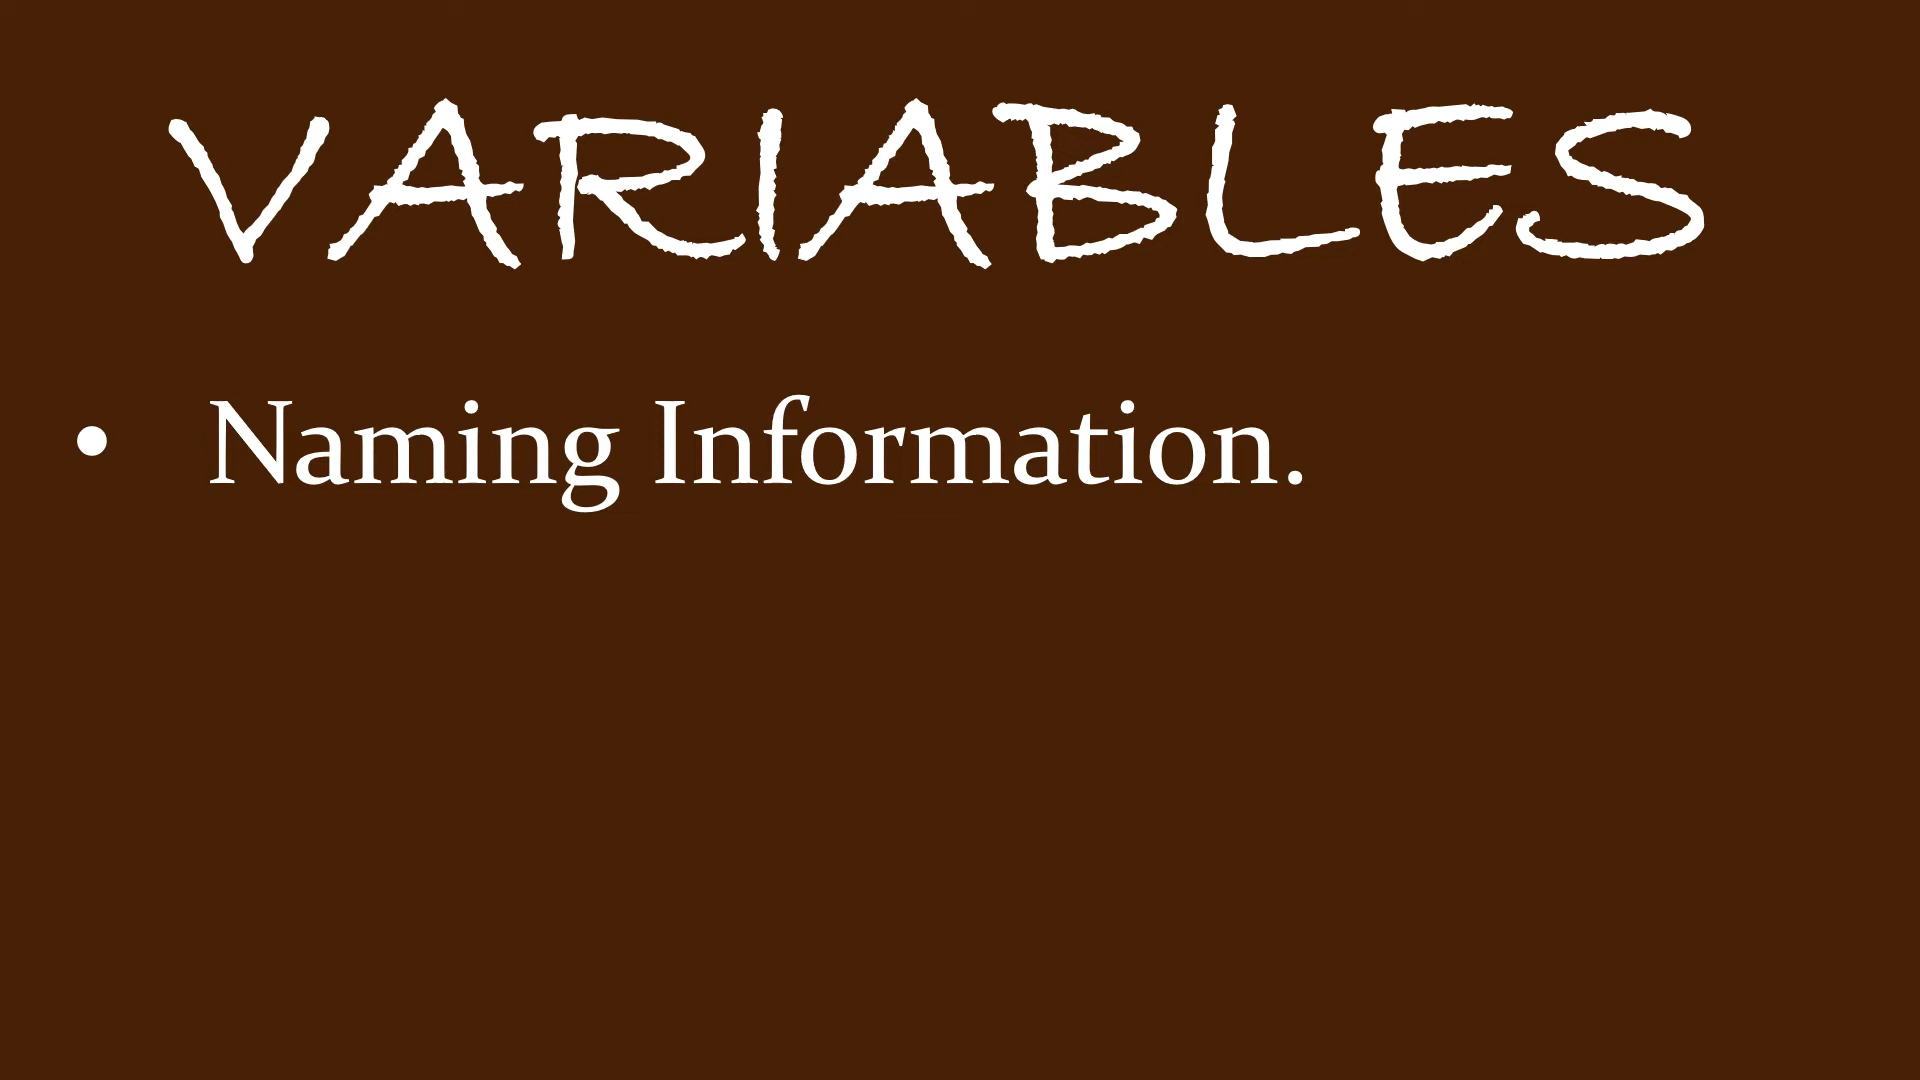 VARIABLES
• Naming Information.